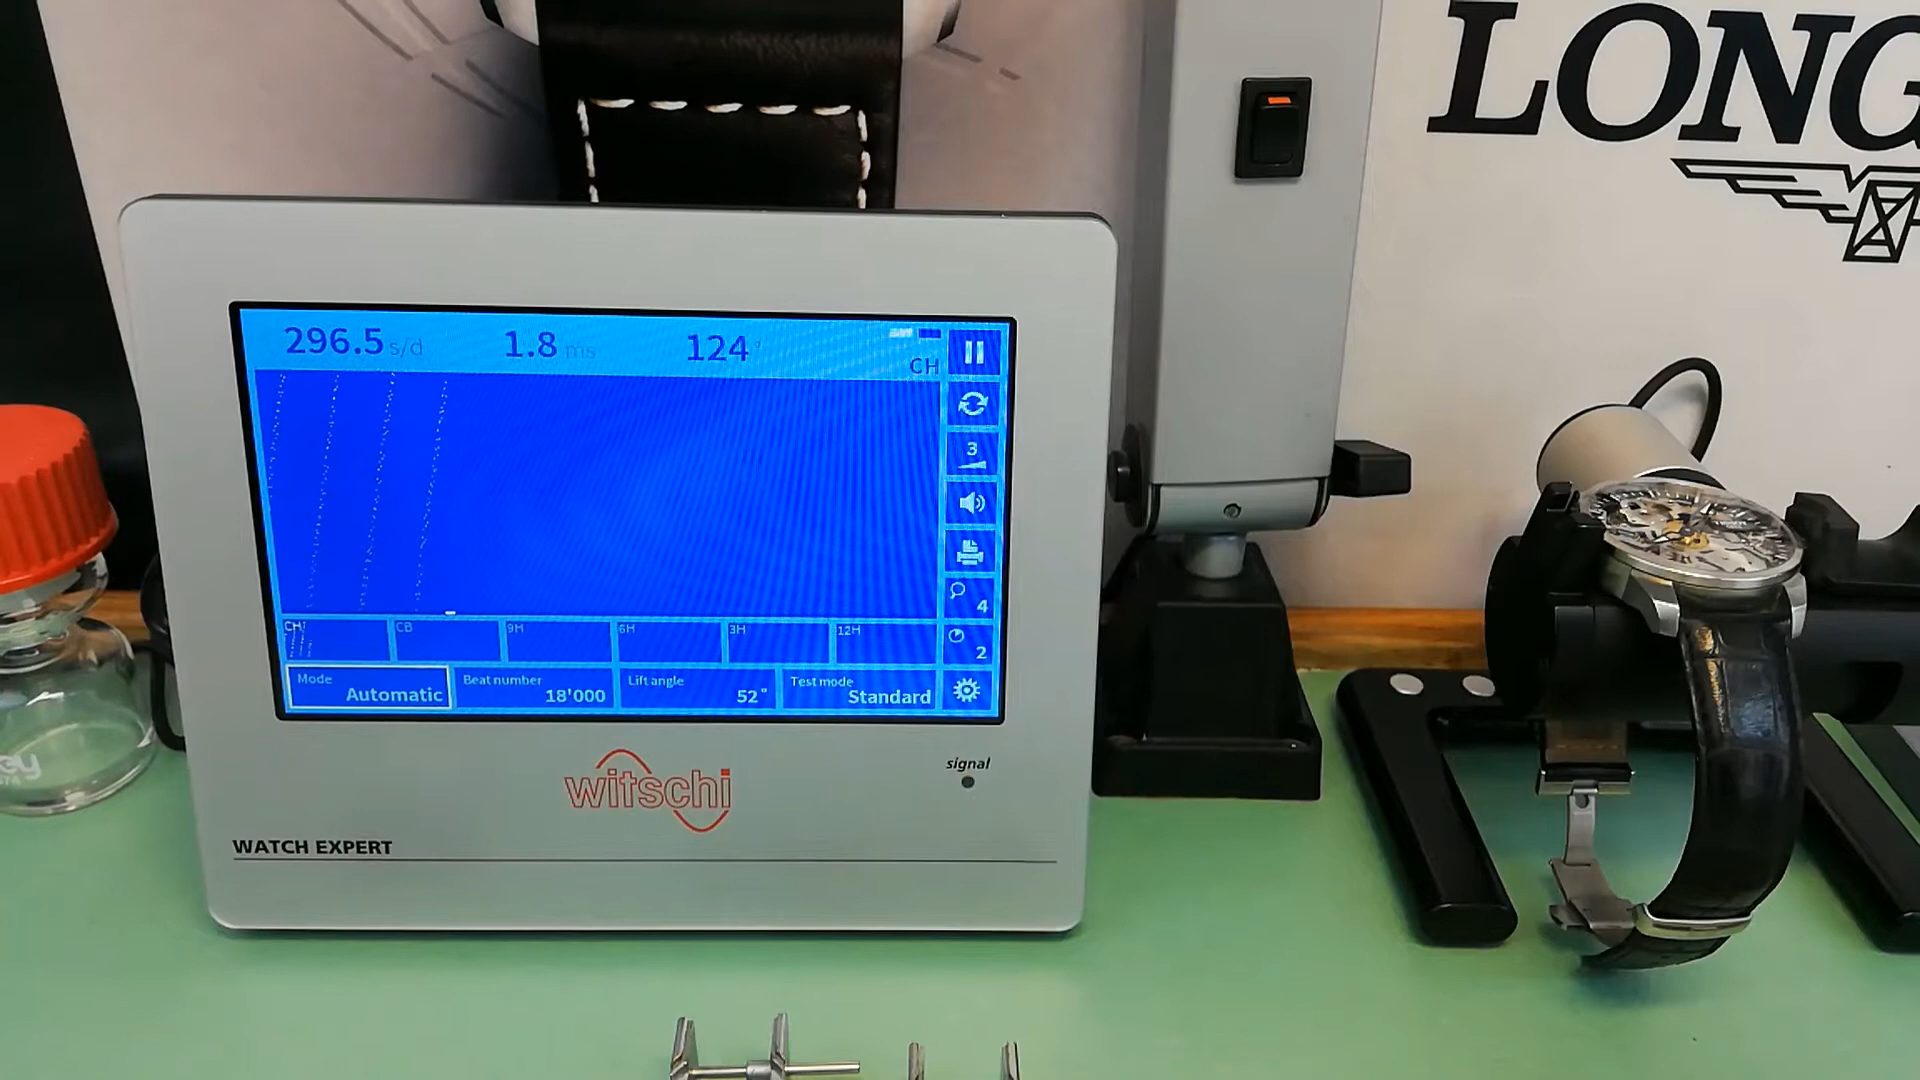 LONG
296.5 s/d 1.8 ms 124°
CH
3
4
CH CB 9H 6H 3H 12H
2
Mode Beat number Lift angle Test mode
Automatic 18'000 52° Standard
witschi
signal
WATCH EXPERT